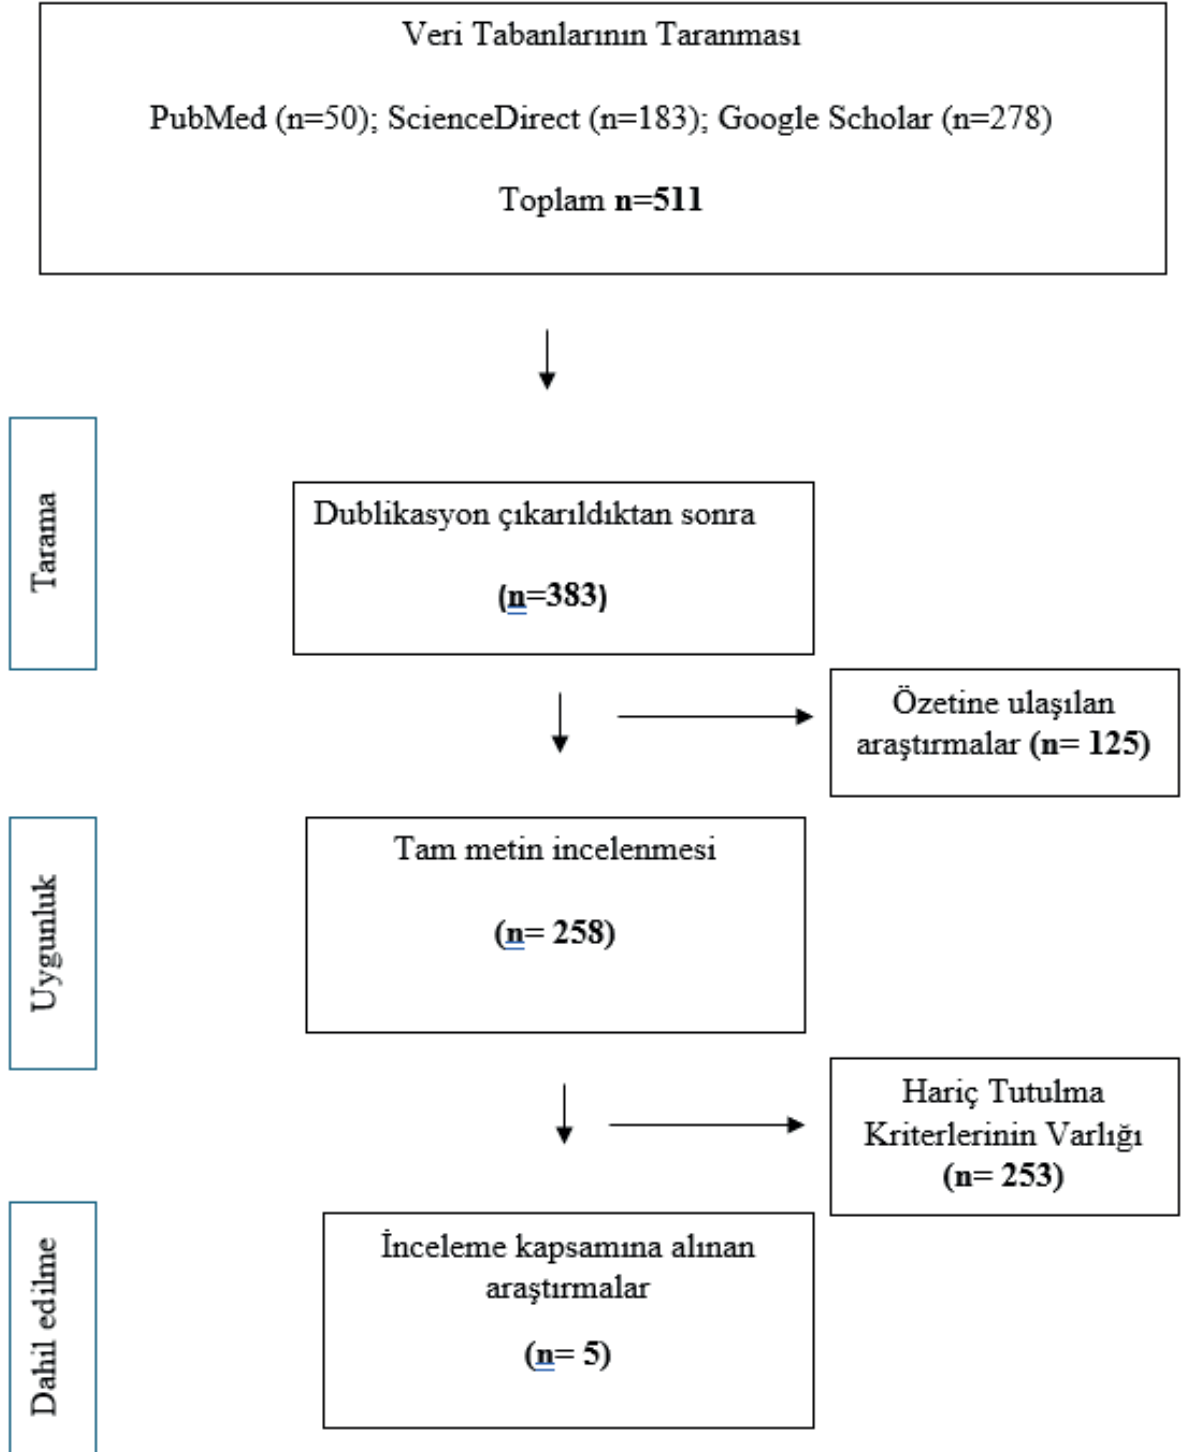 Veri Tabanlarının Taranması
PubMed (n=50); ScienceDirect (n=183); Google Scholar (n=278)
Toplam n=511
Tarama
Dublikasyon çıkarıldıktan sonra
(n=383)
Özetine ulaşılan
araştırmalar (n= 125)
Uygunluk
Tam metin incelenmesi
(n= 258)
Hariç Tutulma
Kriterlerinin Varlığı
(n= 253)
Dahil edilme
İnceleme kapsamına alınan
araştırmalar
(n= 5)